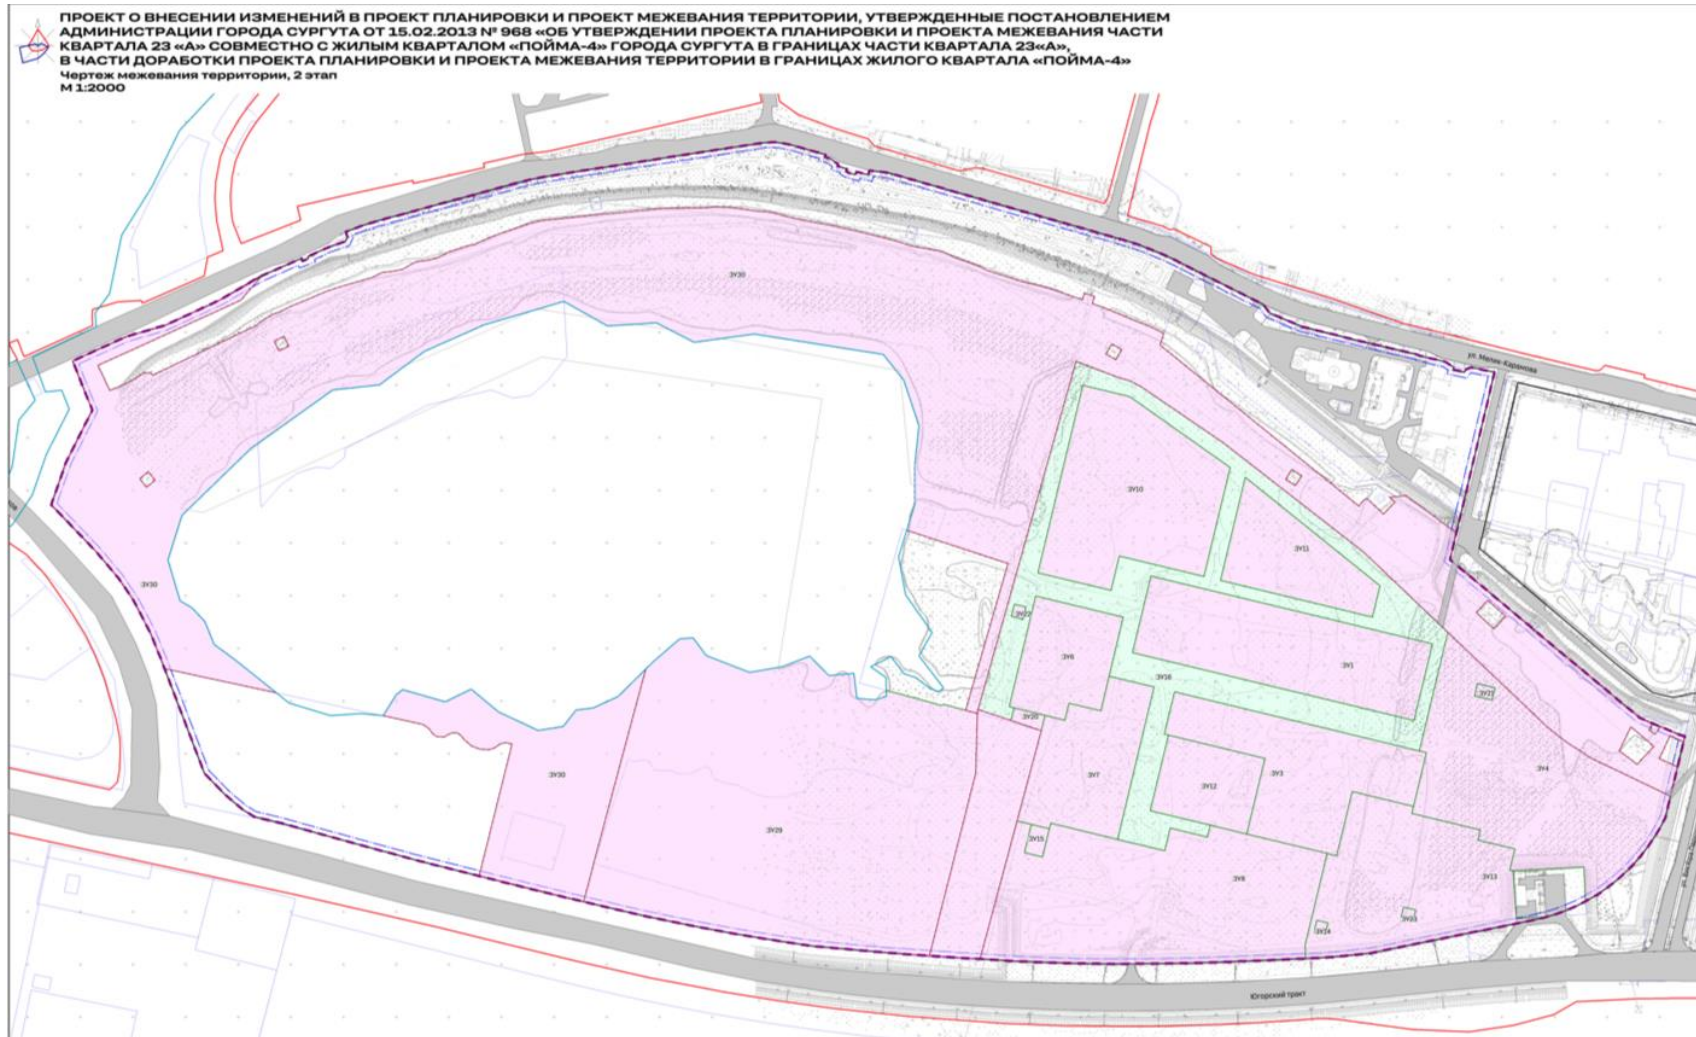 ПРОЕКТ О ВНЕСЕНИИ ИЗМЕНЕНИЙ В ПРОЕКТ ПЛАНИРОВКИ И ПРОЕКТ МЕЖЕВАНИЯ ТЕРРИТОРИИ, УТВЕРЖДЕННЫЕ ПОСТАНОВЛЕНИЕМ
АДМИНИСТРАЦИИ ГОРОДА СУРГУТА ОТ 15.02.2013 № 968 «ОБ УТВЕРЖДЕНИИ ПРОЕКТА ПЛАНИРОВКИ И ПРОЕКТА МЕЖЕВАНИЯ ЧАСТИ
КВАРТАЛА 23 «А» СОВМЕСТНО С ЖИЛЫМ КВАРТАЛОМ «ПОЙМА-4» ГОРОДА СУРГУТА В ГРАНИЦАХ ЧАСТИ КВАРТАЛА 23«А»,
В ЧАСТИ ДОРАБОТКИ ПРОЕКТА ПЛАНИРОВКИ И ПРОЕКТА МЕЖЕВАНИЯ ТЕРРИТОРИИ В ГРАНИЦАХ ЖИЛОГО КВАРТАЛА «ПОЙМА-4»
Чертеж межевания территории, 2 этап
М 1:2000
ЗУ30
ул. Мелик-Карамова
ЗУ10
ЗУ11
ЗУ30
ЗУ6
ЗУ1
ЗУ16
ЗУ30
ЗУ7
ЗУ3
ЗУ4
ЗУ12
ЗУ29
ЗУ15
ЗУ8
ЗУ13
ЗУ14
Югорский тракт